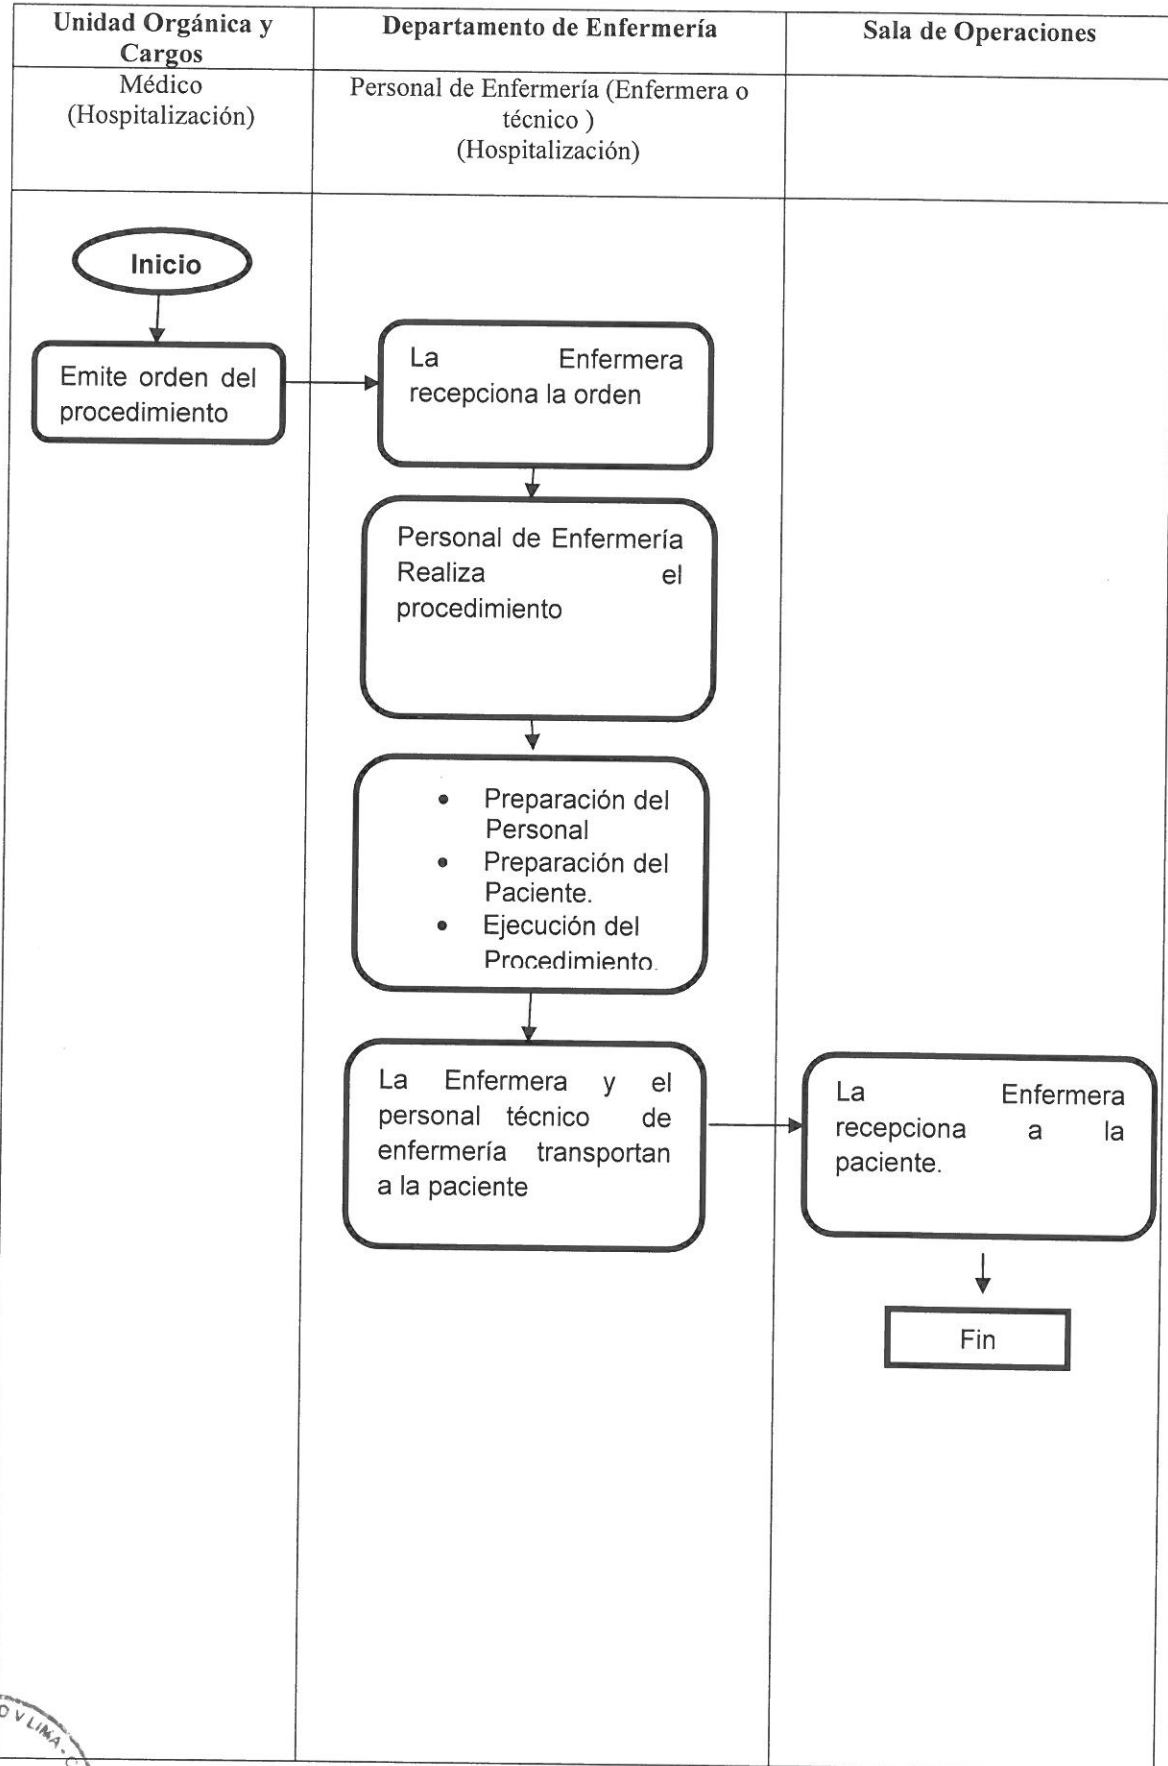 Unidad Orgánica y
Cargos
Departamento de Enfermería
Sala de Operaciones
Médico
(Hospitalización)
Personal de Enfermería (Enfermera o
técnico )
(Hospitalización)
Inicio
Emite orden del
procedimiento
La Enfermera
recepciona la orden
Personal de Enfermería
Realiza el
procedimiento
• Preparación del
Personal
• Preparación del
Paciente.
• Ejecución del
Procedimiento.
La Enfermera y el
personal técnico de
enfermería transportan
a la paciente
La Enfermera
recepciona a la
paciente.
Fin
LIMA